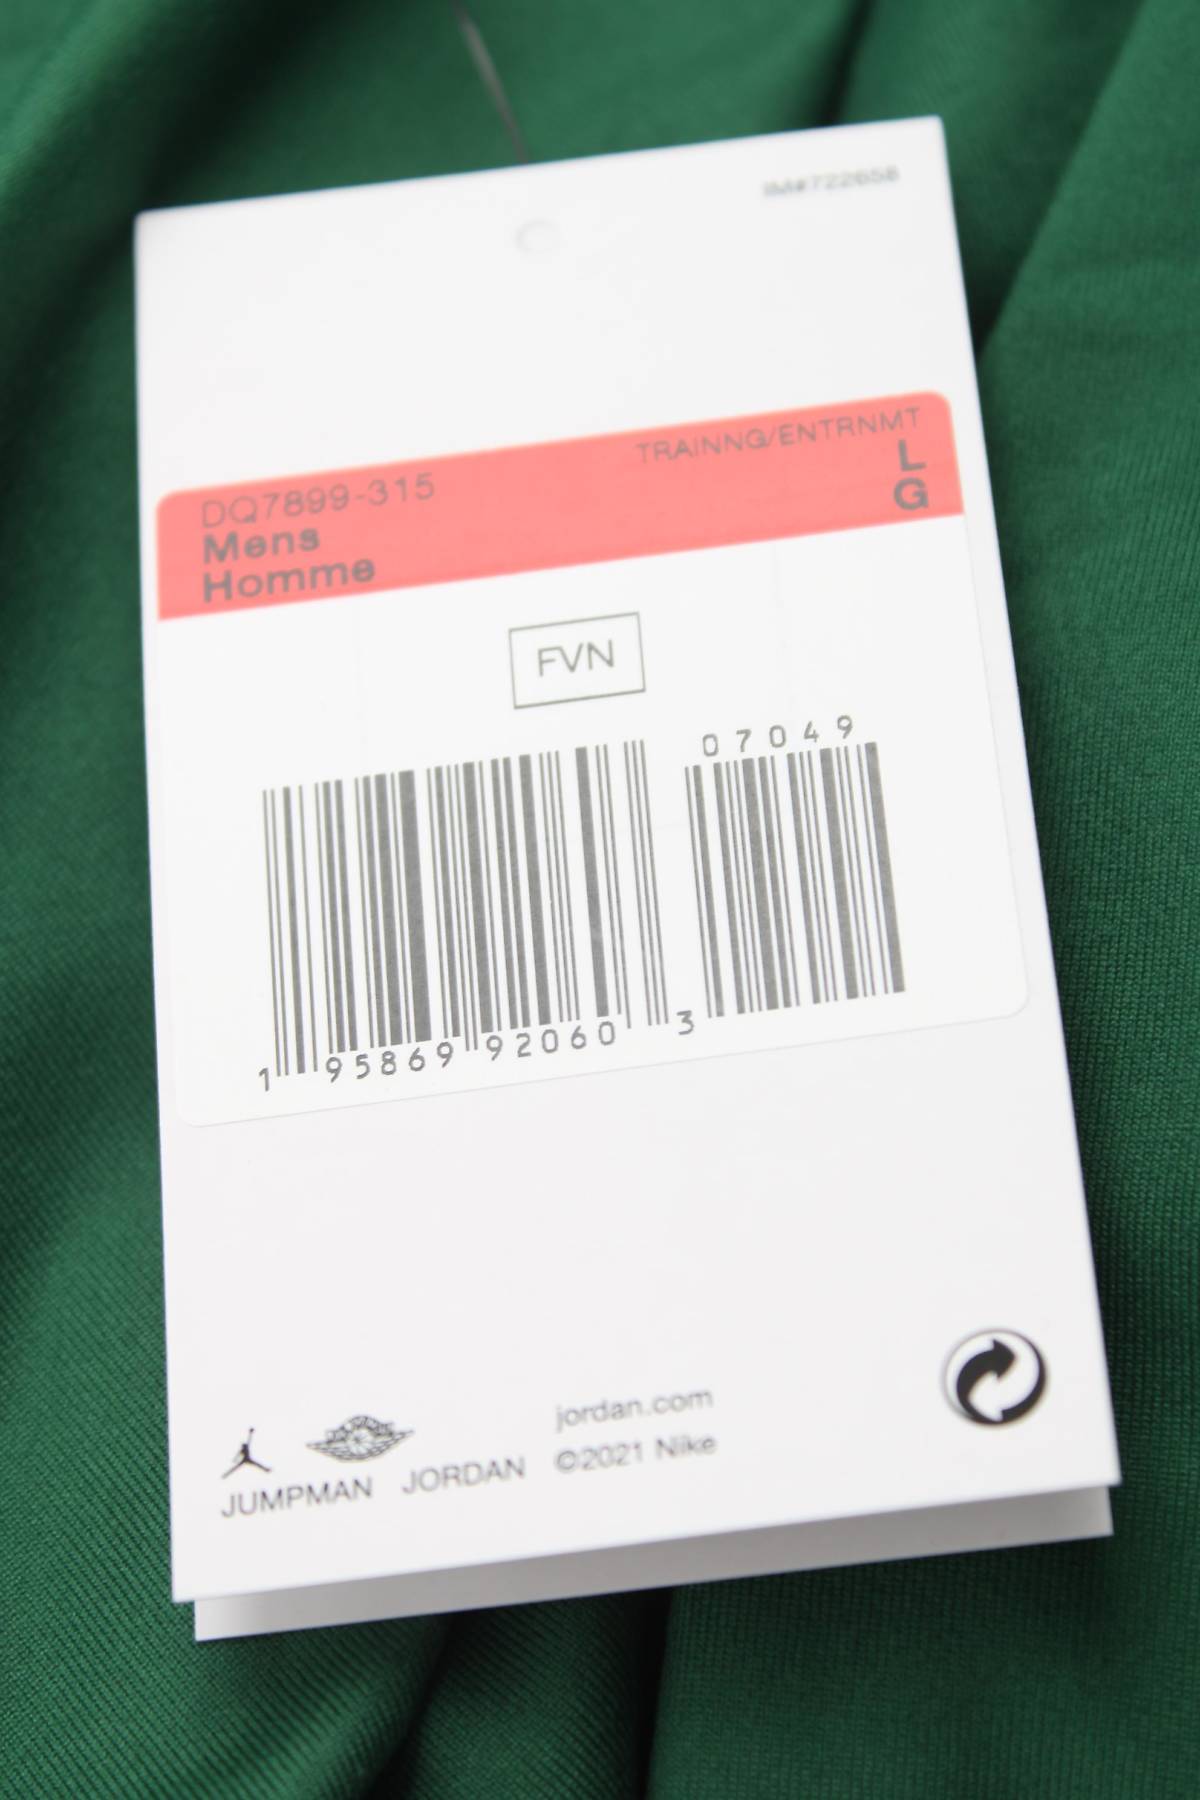 IM#722658
TRAINNG/ENTRNMT
DQ7899-315
L
Mens
G
Homme
FVN
07049
1 95869 92060 3
jordan.com
JUMPMAN JORDAN ©2021 Nike